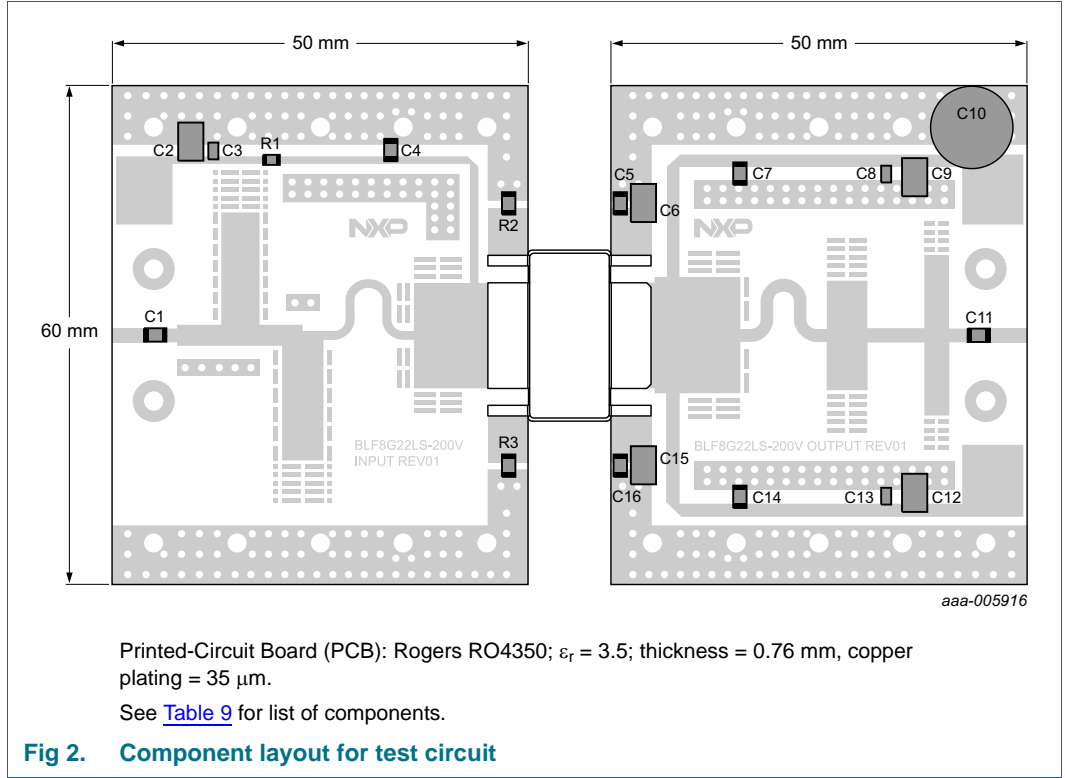 50 mm
50 mm
60 mm
C2
C3
R1
C4
R2
C5
C6
C7
C8
C9
C10
NXP
NXP
C1
C11
R3
BLF8G22LS-200V
INPUT REV01
BLF8G22LS-200V OUTPUT REV01
C15
C16
C14
C13
C12
aaa-005916
Printed-Circuit Board (PCB): Rogers RO4350; εr = 3.5; thickness = 0.76 mm, copper
plating = 35 μm.
See Table 9 for list of components.
Fig 2. Component layout for test circuit